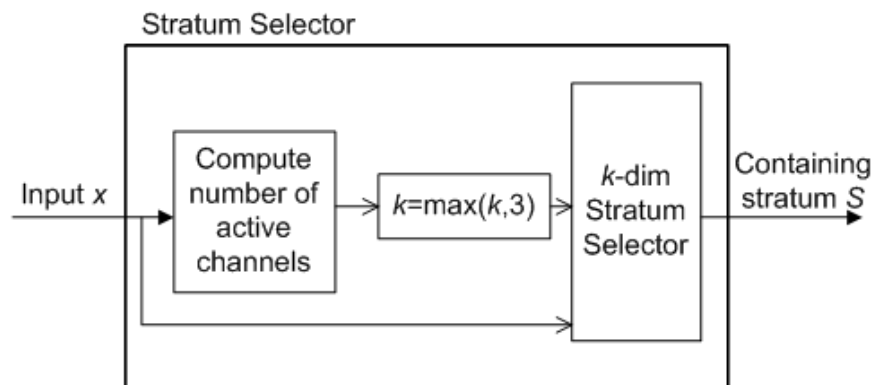 Stratum Selector
Input x
Compute
number of
active
channels
k=max(k,3)
k-dim
Stratum
Selector
Containing
stratum S